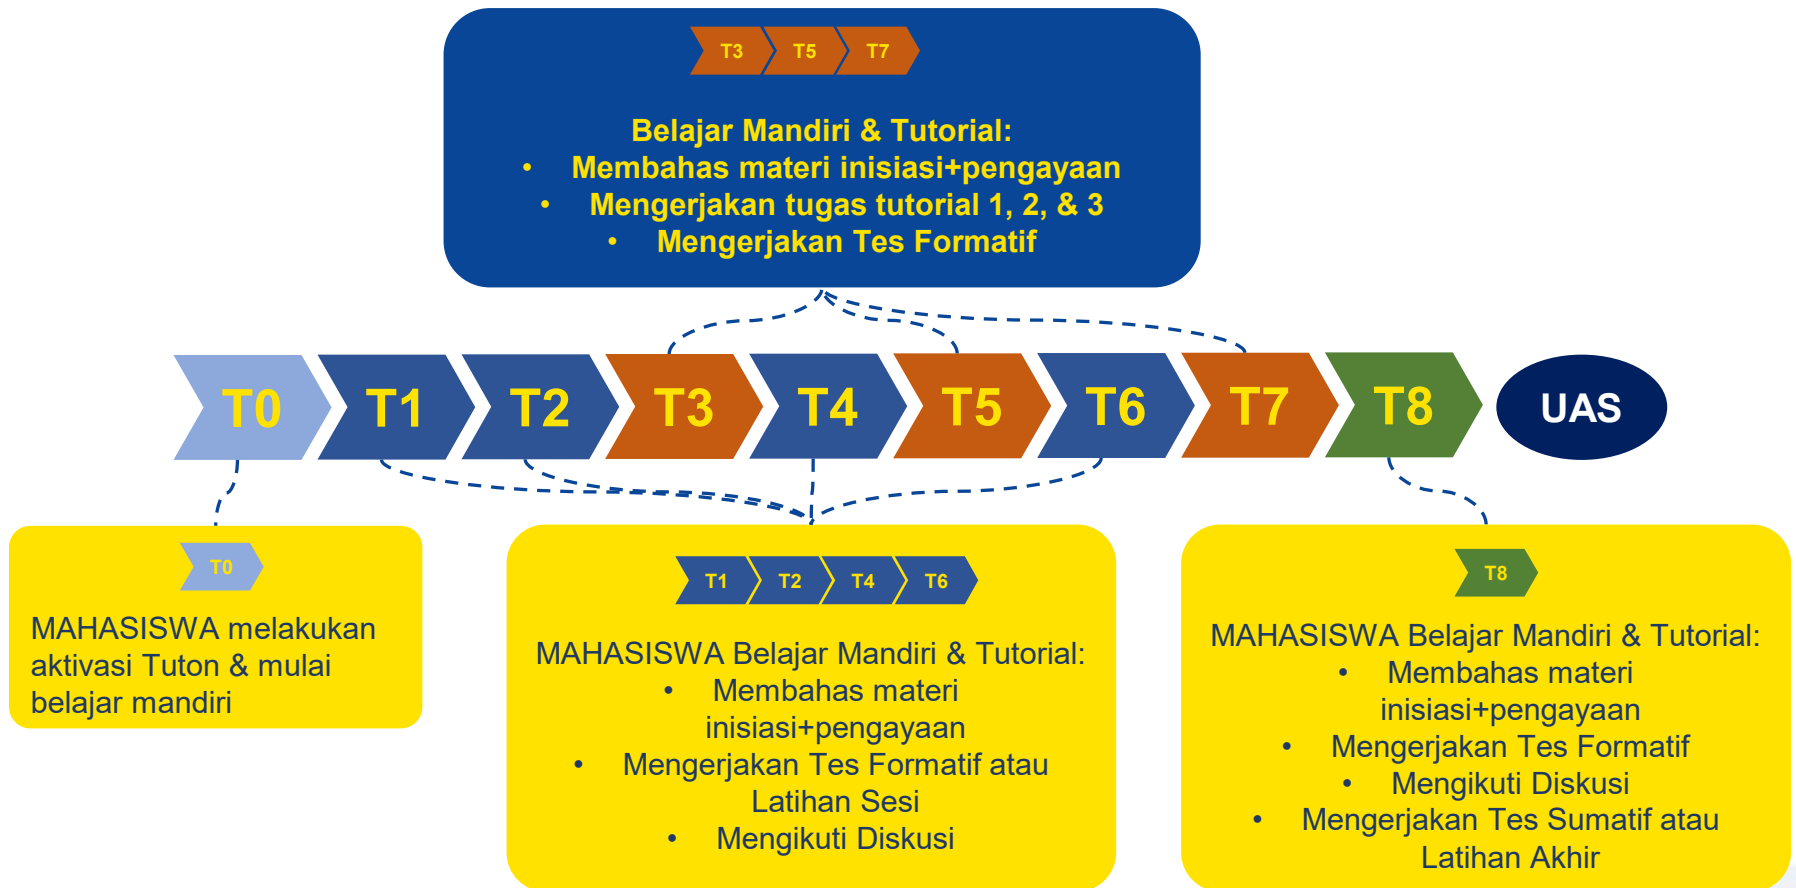 T3 T5 T7
Belajar Mandiri & Tutorial:
• Membahas materi inisiasi+pengayaan
• Mengerjakan tugas tutorial 1, 2, & 3
• Mengerjakan Tes Formatif
T0 T1 T2 T3 T4 T5 T6 T7 T8 UAS
T0
MAHASISWA melakukan
aktivasi Tuton & mulai
belajar mandiri
T1 T2 T4 T6
MAHASISWA Belajar Mandiri & Tutorial:
• Membahas materi
inisiasi+pengayaan
• Mengerjakan Tes Formatif atau
Latihan Sesi
• Mengikuti Diskusi
T8
MAHASISWA Belajar Mandiri & Tutorial:
• Membahas materi
inisiasi+pengayaan
• Mengerjakan Tes Formatif
• Mengikuti Diskusi
• Mengerjakan Tes Sumatif atau
Latihan Akhir